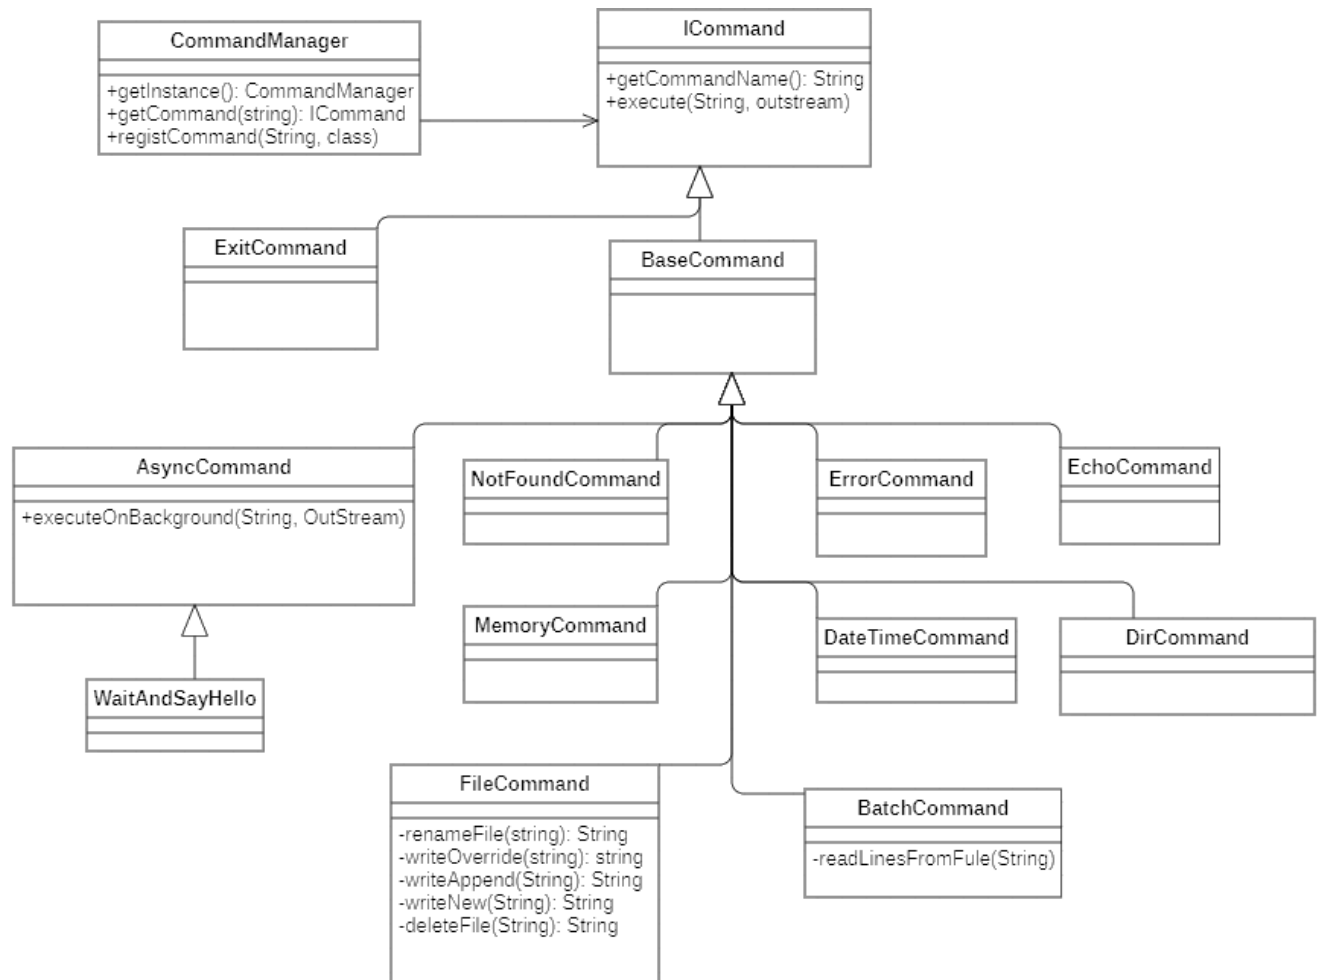 CommandManager
+getInstance(): CommandManager
+getCommand(string): ICommand
+registCommand(String, class)
ICommand
+getCommandName(): String
+execute(String, outstream)
ExitCommand
BaseCommand
AsyncCommand
+executeOnBackground(String, OutStream)
NotFoundCommand
ErrorCommand
EchoCommand
WaitAndSayHello
MemoryCommand
DateTimeCommand
DirCommand
FileCommand
-renameFile(string): String
-writeOverride(string): string
-writeAppend(String): String
-writeNew(String): String
-deleteFile(String): String
BatchCommand
-readLinesFromFule(String)